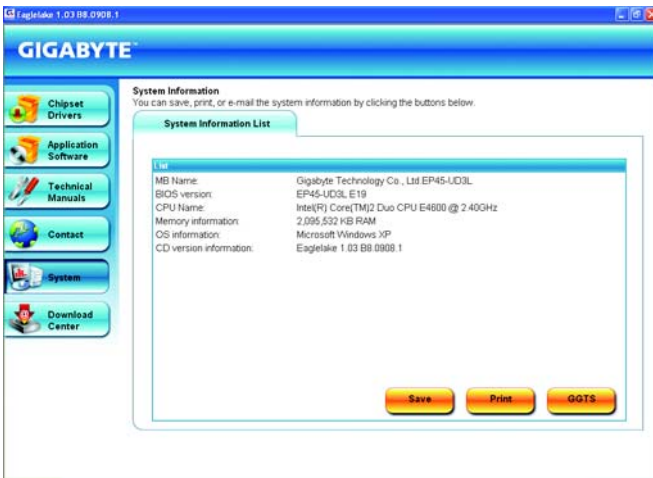 Eaglelake 1.03 B8.0908.1
GIGABYTE™
Chipset
Drivers
Application
Software
Technical
Manuals
Contact
System
Download
Center
System Information
You can save, print, or e-mail the system information by clicking the buttons below.
System Information List
List
MB Name: Gigabyte Technology Co., Ltd.EP45-UD3L
BIOS version: EP45-UD3L E19
CPU Name: Intel(R) Core(TM)2 Duo CPU E4600 @ 2.40GHz
Memory information: 2,095,532 KB RAM
OS information: Microsoft Windows XP
CD version information: Eaglelake 1.03 B8.0908.1
Save Print GGTS